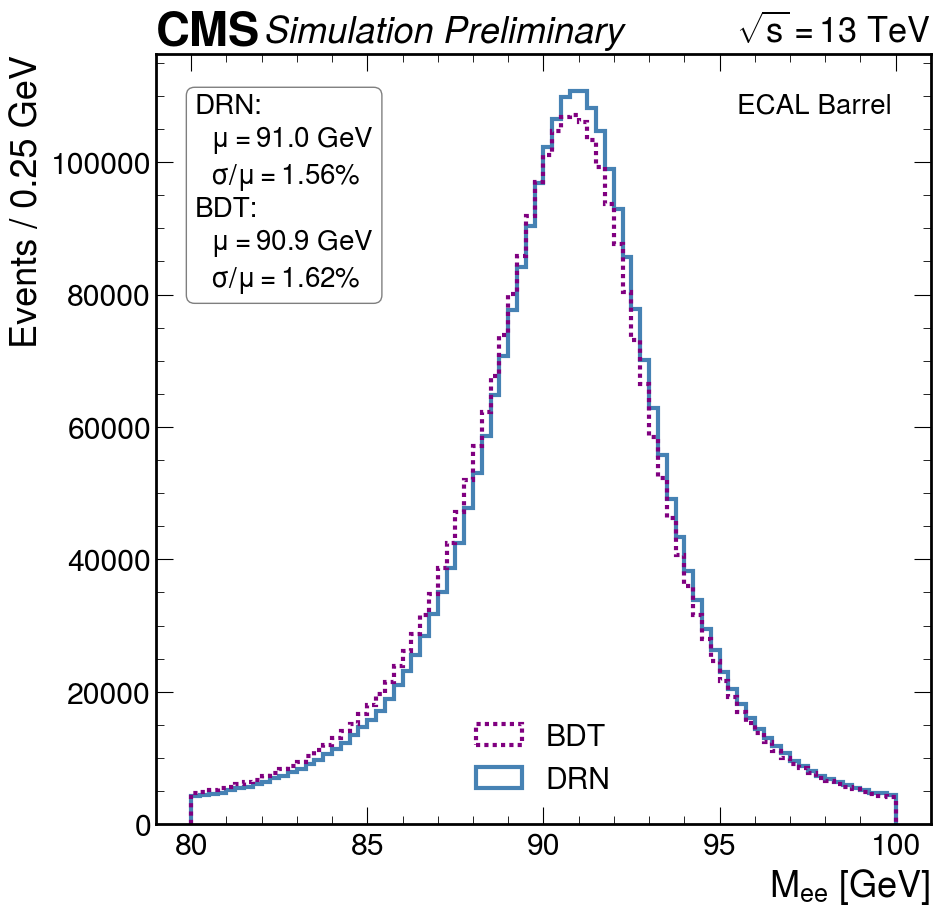 CMS Simulation Preliminary √s = 13 TeV
Events / 0.25 GeV
ECAL Barrel
DRN:
μ = 91.0 GeV
σ/μ = 1.56%
BDT:
μ = 90.9 GeV
σ/μ = 1.62%
100000
80000
60000
40000
20000
0
BDT
DRN
80 85 90 95 100
Mee [GeV]